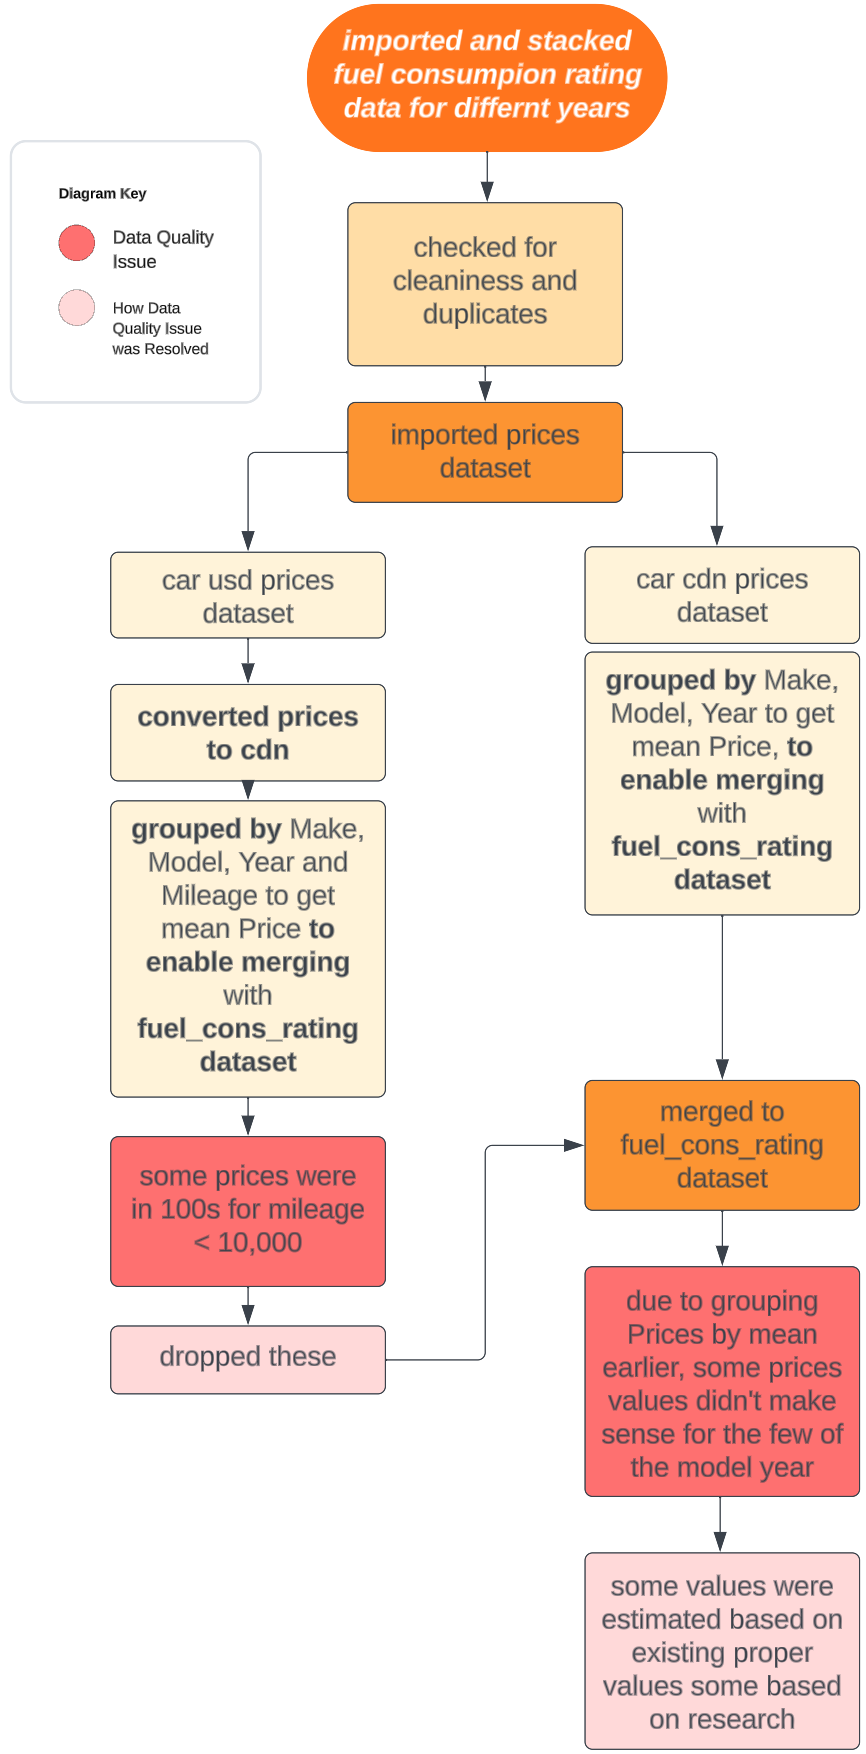 imported and stacked
fuel consumpion rating
data for differnt years
Diagram Key
Data Quality
Issue
How Data
Quality Issue
was Resolved
checked for
cleaniness and
duplicates
imported prices
dataset
car usd prices
dataset
converted prices
to cdn
grouped by Make,
Model, Year and
Mileage to get
mean Price to
enable merging
with
fuel_cons_rating
dataset
some prices were
in 100s for mileage
< 10,000
dropped these
car cdn prices
dataset
grouped by Make,
Model, Year to get
mean Price, to
enable merging
with
fuel_cons_rating
dataset
merged to
fuel_cons_rating
dataset
due to grouping
Prices by mean
earlier, some prices
values didn't make
sense for the few of
the model year
some values were
estimated based on
existing proper
values some based
on research